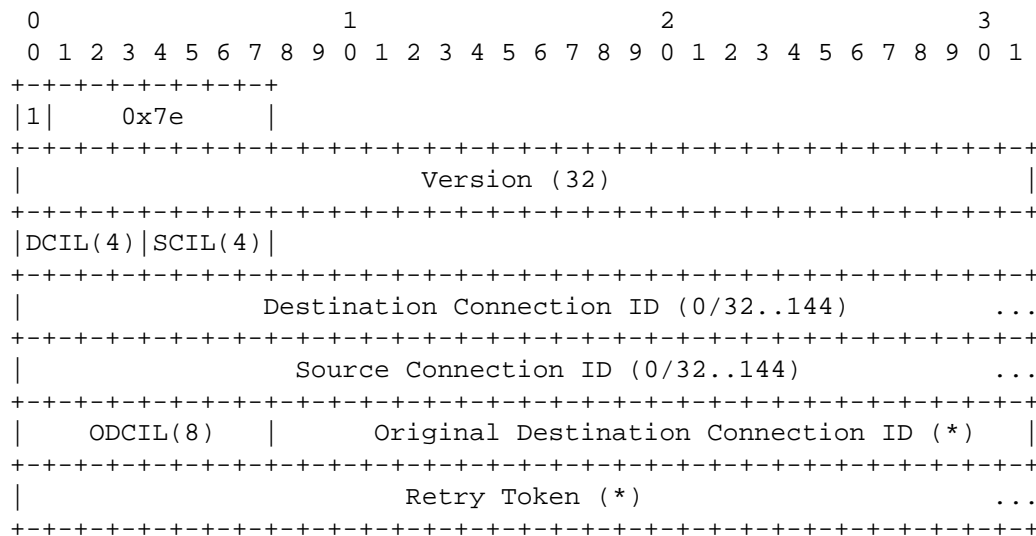 0                   1                   2                   3
 0 1 2 3 4 5 6 7 8 9 0 1 2 3 4 5 6 7 8 9 0 1 2 3 4 5 6 7 8 9 0 1
+-+-+-+-+-+-+-+-+
|1|    0x7e     |
+-+-+-+-+-+-+-+-+-+-+-+-+-+-+-+-+-+-+-+-+-+-+-+-+-+-+-+-+-+-+-+-+
|                         Version (32)                          |
+-+-+-+-+-+-+-+-+-+-+-+-+-+-+-+-+-+-+-+-+-+-+-+-+-+-+-+-+-+-+-+-+
|DCIL(4)|SCIL(4)|
+-+-+-+-+-+-+-+-+-+-+-+-+-+-+-+-+-+-+-+-+-+-+-+-+-+-+-+-+-+-+-+-+
|               Destination Connection ID (0/32..144)         ...
+-+-+-+-+-+-+-+-+-+-+-+-+-+-+-+-+-+-+-+-+-+-+-+-+-+-+-+-+-+-+-+-+
|                 Source Connection ID (0/32..144)            ...
+-+-+-+-+-+-+-+-+-+-+-+-+-+-+-+-+-+-+-+-+-+-+-+-+-+-+-+-+-+-+-+-+
|    ODCIL(8)   |      Original Destination Connection ID (*)   |
+-+-+-+-+-+-+-+-+-+-+-+-+-+-+-+-+-+-+-+-+-+-+-+-+-+-+-+-+-+-+-+-+
|                        Retry Token (*)                      ...
+-+-+-+-+-+-+-+-+-+-+-+-+-+-+-+-+-+-+-+-+-+-+-+-+-+-+-+-+-+-+-+-+